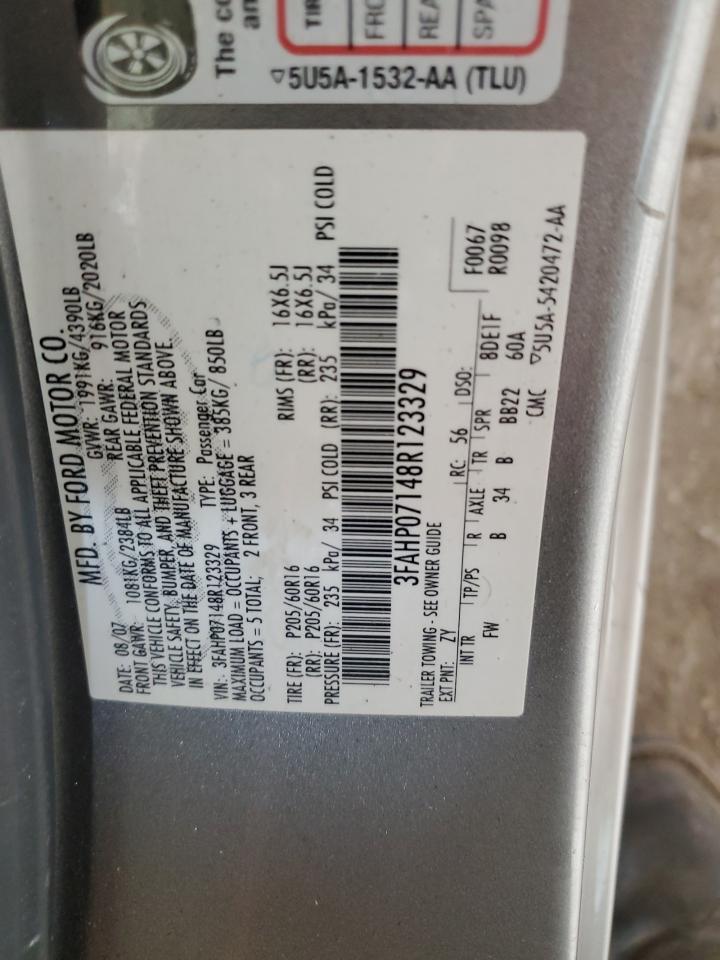 The co
an
TIR
FRO
REA
SPA
▽5U5A-1532-AA (TLU)
MFD. BY FORD MOTOR CO.
DATE: 08/07 GVWR: 1991KG/4390LB
FRONT GAWR: 1081KG/2384LB REAR GAWR: 916KG/2020LB
THIS VEHICLE CONFORMS TO ALL APPLICABLE FEDERAL MOTOR
VEHICLE SAFETY, BUMPER, AND THEFT PREVENTION STANDARDS
IN EFFECT ON THE DATE OF MANUFACTURE SHOWN ABOVE.
VIN: 3FAHP07148R123329 TYPE: Passenger Car
MAXIMUM LOAD = OCCUPANTS + LUGGAGE = 385KG/ 850LB
OCCUPANTS = 5 TOTAL; 2 FRONT, 3 REAR
TIRE (FR): P205/60R16 RIMS (FR): 16X6.5J
(RR): P205/60R16 (RR): 16X6.5J
PRESSURE (FR): 235 kPa/ 34 PSI COLD (RR): 235 kPa/ 34 PSI COLD
3FAHP07148R123329
TRAILER TOWING - SEE OWNER GUIDE F0067
EXT PNT: ZY RC: 56 DSO: R0098
INT TR TP/PS R AXLE TR SPR 8DE1F
FW B 34 B BB22 60A
CMC ▽5U5A-5420472-AA